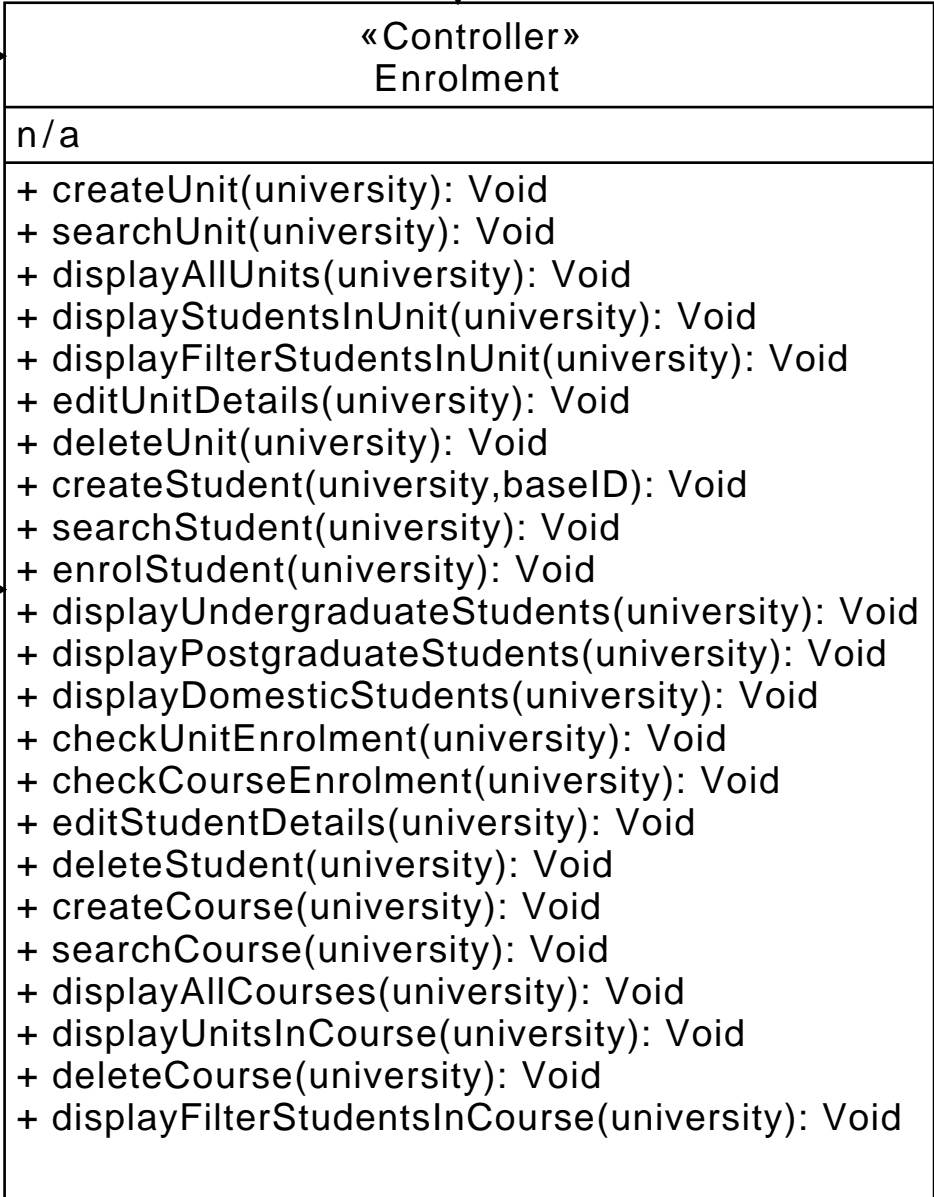 «Controller»
Enrolment
n/a
+ createUnit(university): Void
+ searchUnit(university): Void
+ displayAllUnits(university): Void
+ displayStudentsInUnit(university): Void
+ displayFilterStudentsInUnit(university): Void
+ editUnitDetails(university): Void
+ deleteUnit(university): Void
+ createStudent(university,baseID): Void
+ searchStudent(university): Void
+ enrolStudent(university): Void
+ displayUndergraduateStudents(university): Void
+ displayPostgraduateStudents(university): Void
+ displayDomesticStudents(university): Void
+ checkUnitEnrolment(university): Void
+ checkCourseEnrolment(university): Void
+ editStudentDetails(university): Void
+ deleteStudent(university): Void
+ createCourse(university): Void
+ searchCourse(university): Void
+ displayAllCourses(university): Void
+ displayUnitsInCourse(university): Void
+ deleteCourse(university): Void
+ displayFilterStudentsInCourse(university): Void